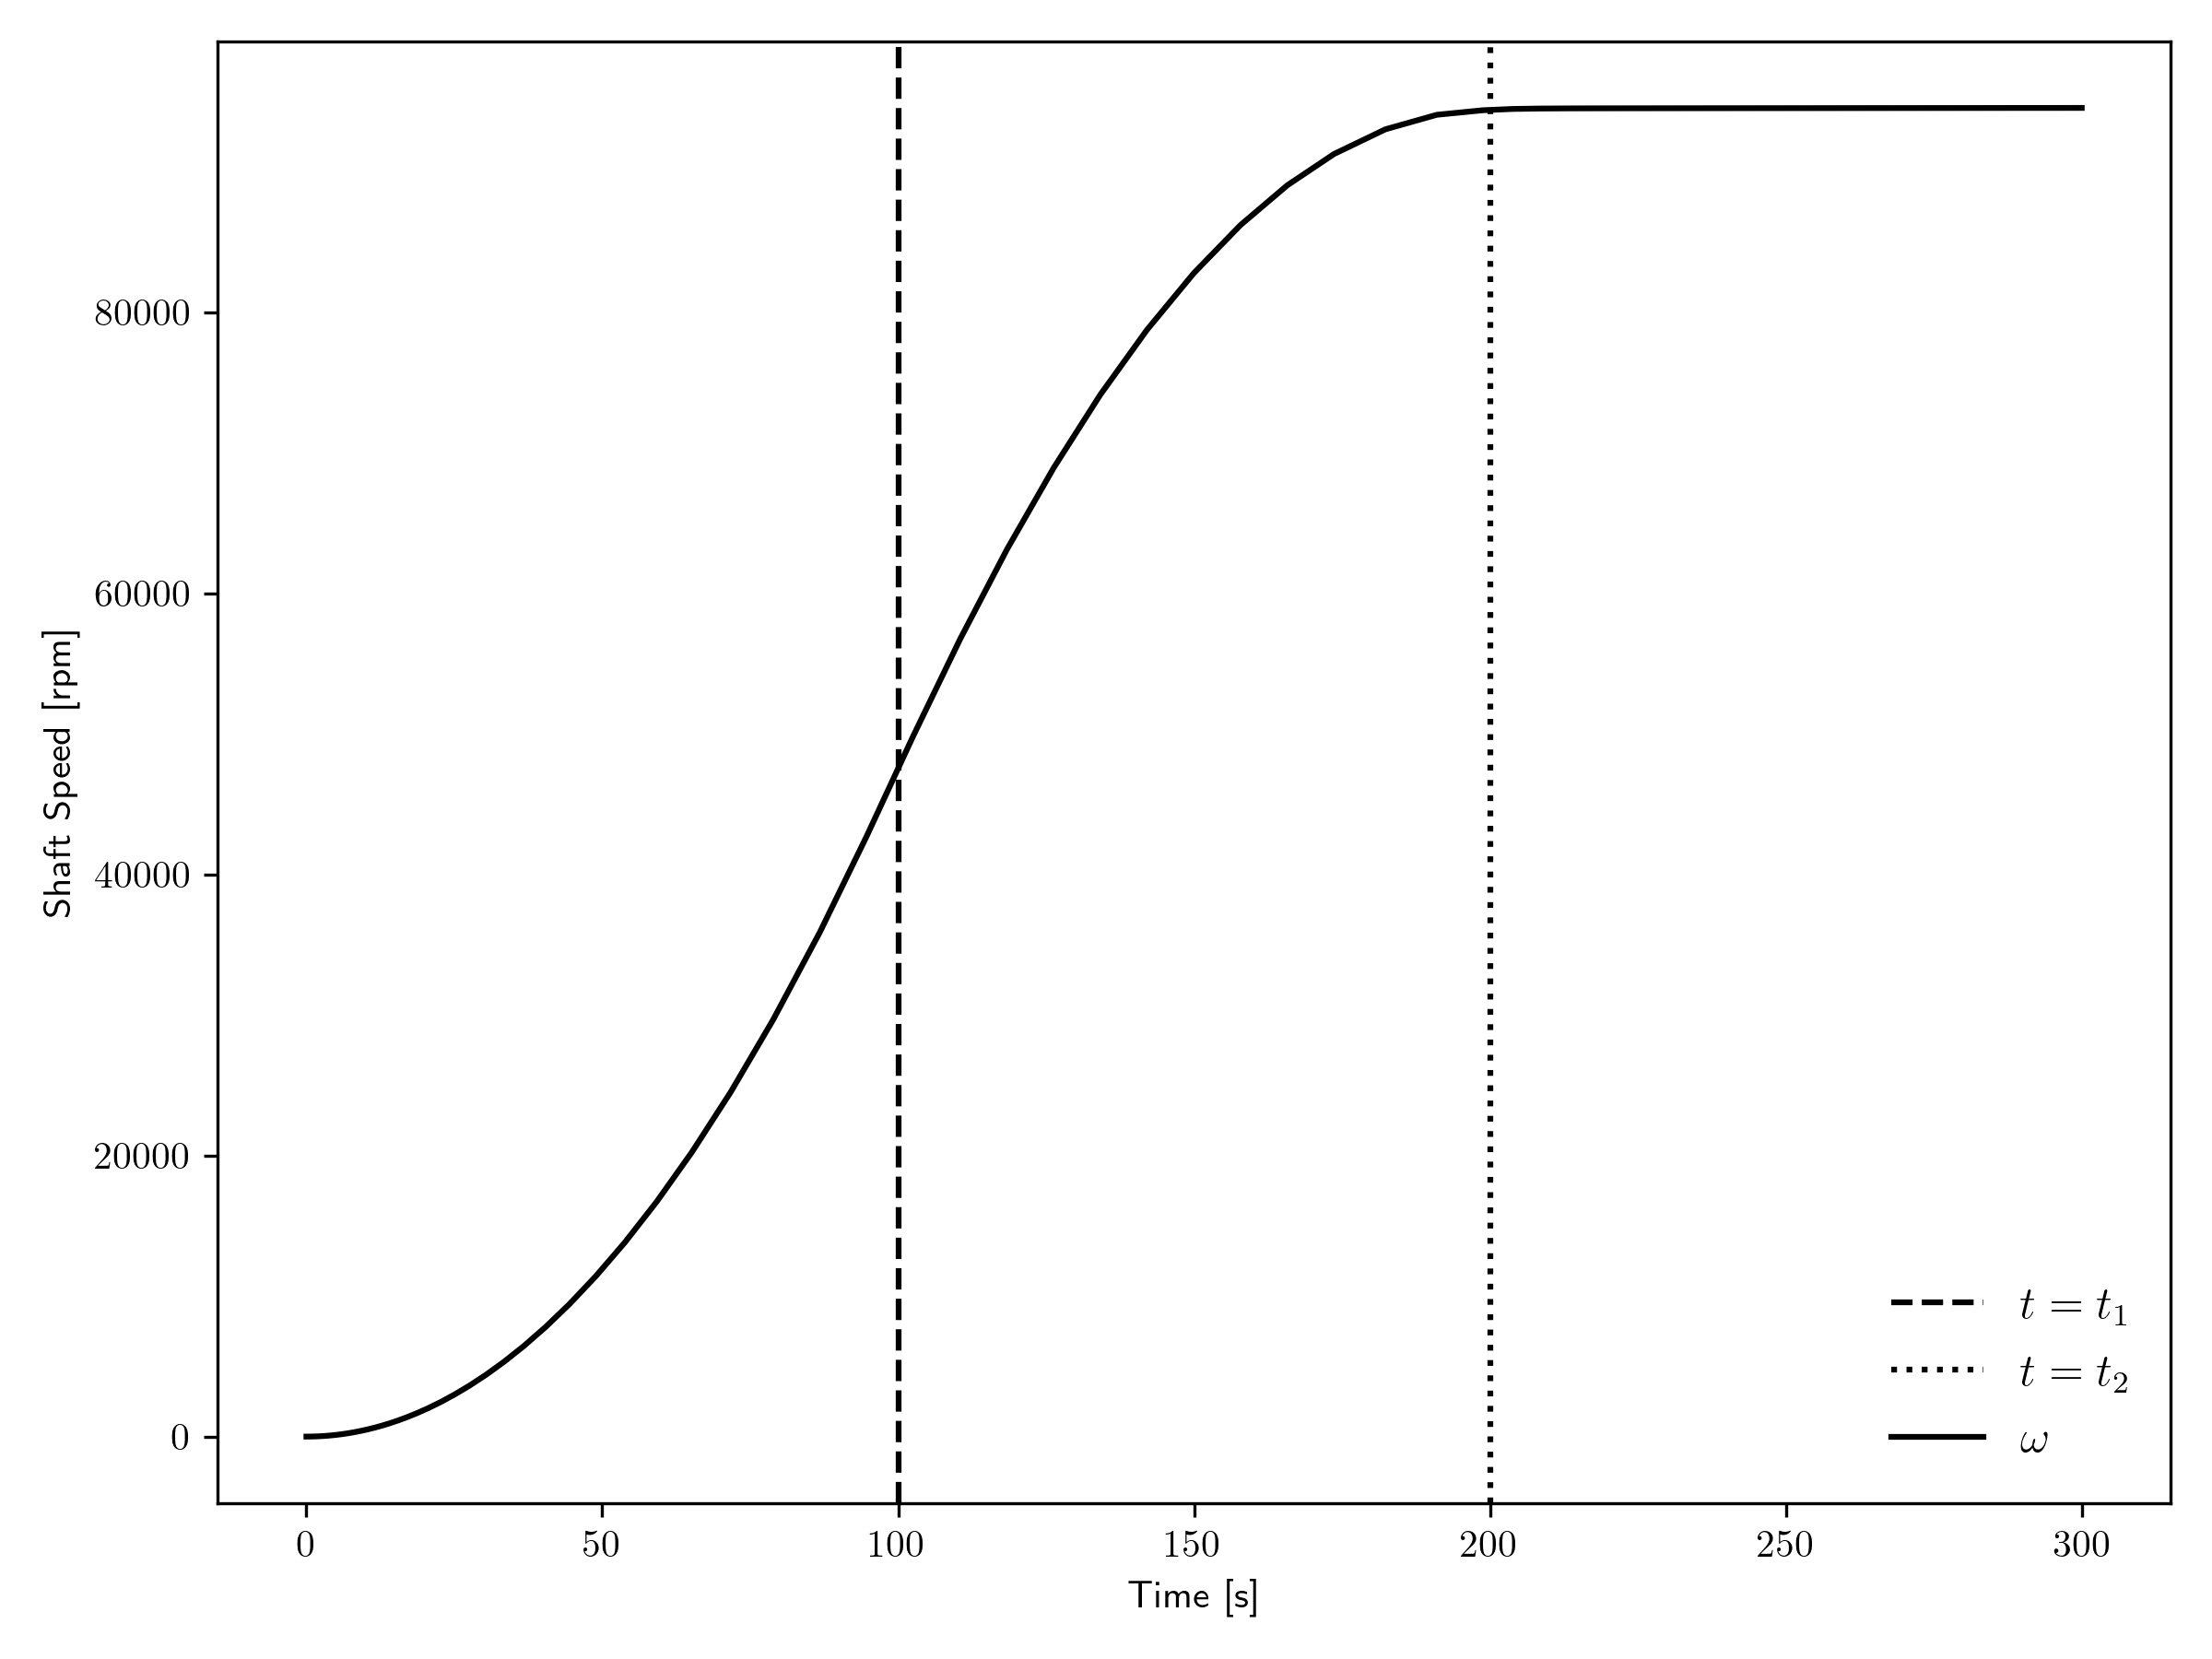 80000
60000
40000
20000
0
Shaft Speed [rpm]
0 50 100 150 200 250 300
Time [s]
t = t₁
t = t₂
ω